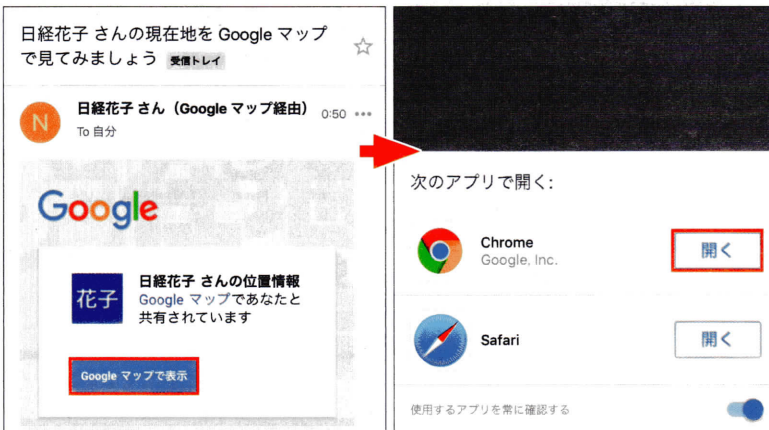 日経花子 さんの現在地を Google マップ
で見てみましょう 受信トレイ
N
日経花子 さん（Google マップ経由） 0:50
To 自分
Google
花子
日経花子 さんの位置情報
Google マップであなたと
共有されています
Google マップで表示
次のアプリで開く:
Chrome
Google, Inc.
開く
Safari
開く
使用するアプリを常に確認する